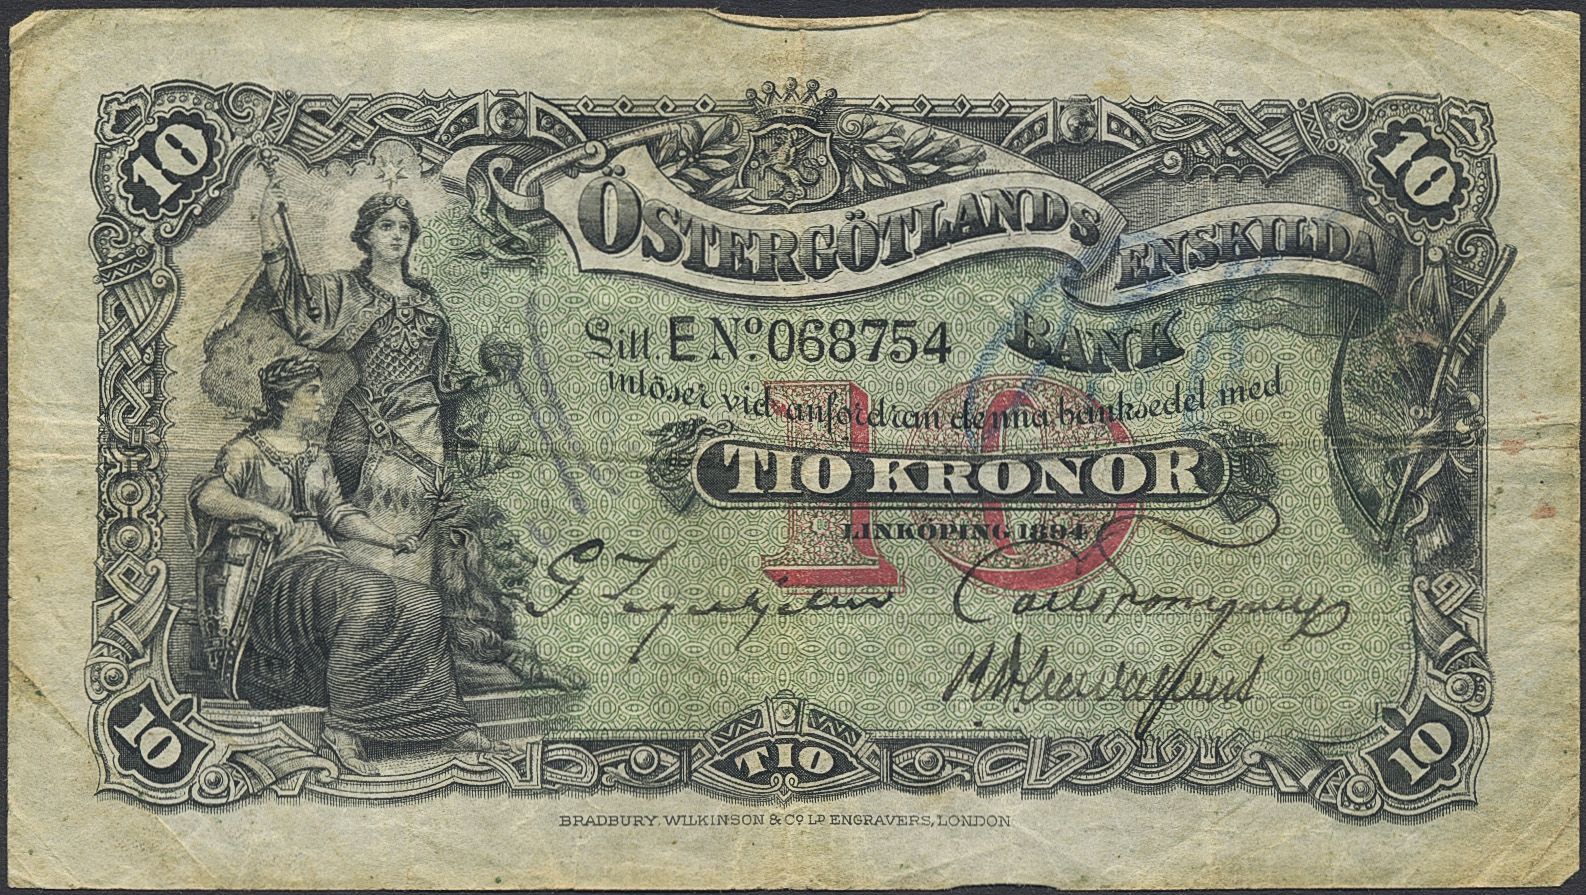 10 10
ÖSTERGÖTLANDS ENSKILDA
BANK
Litt. E No. 068754
inlöser vid anfordran denna banksedel med
10
TIO KRONOR
LINKÖPING 1894
10 TIO 10
BRADBURY, WILKINSON & Co. Ld ENGRAVERS, LONDON